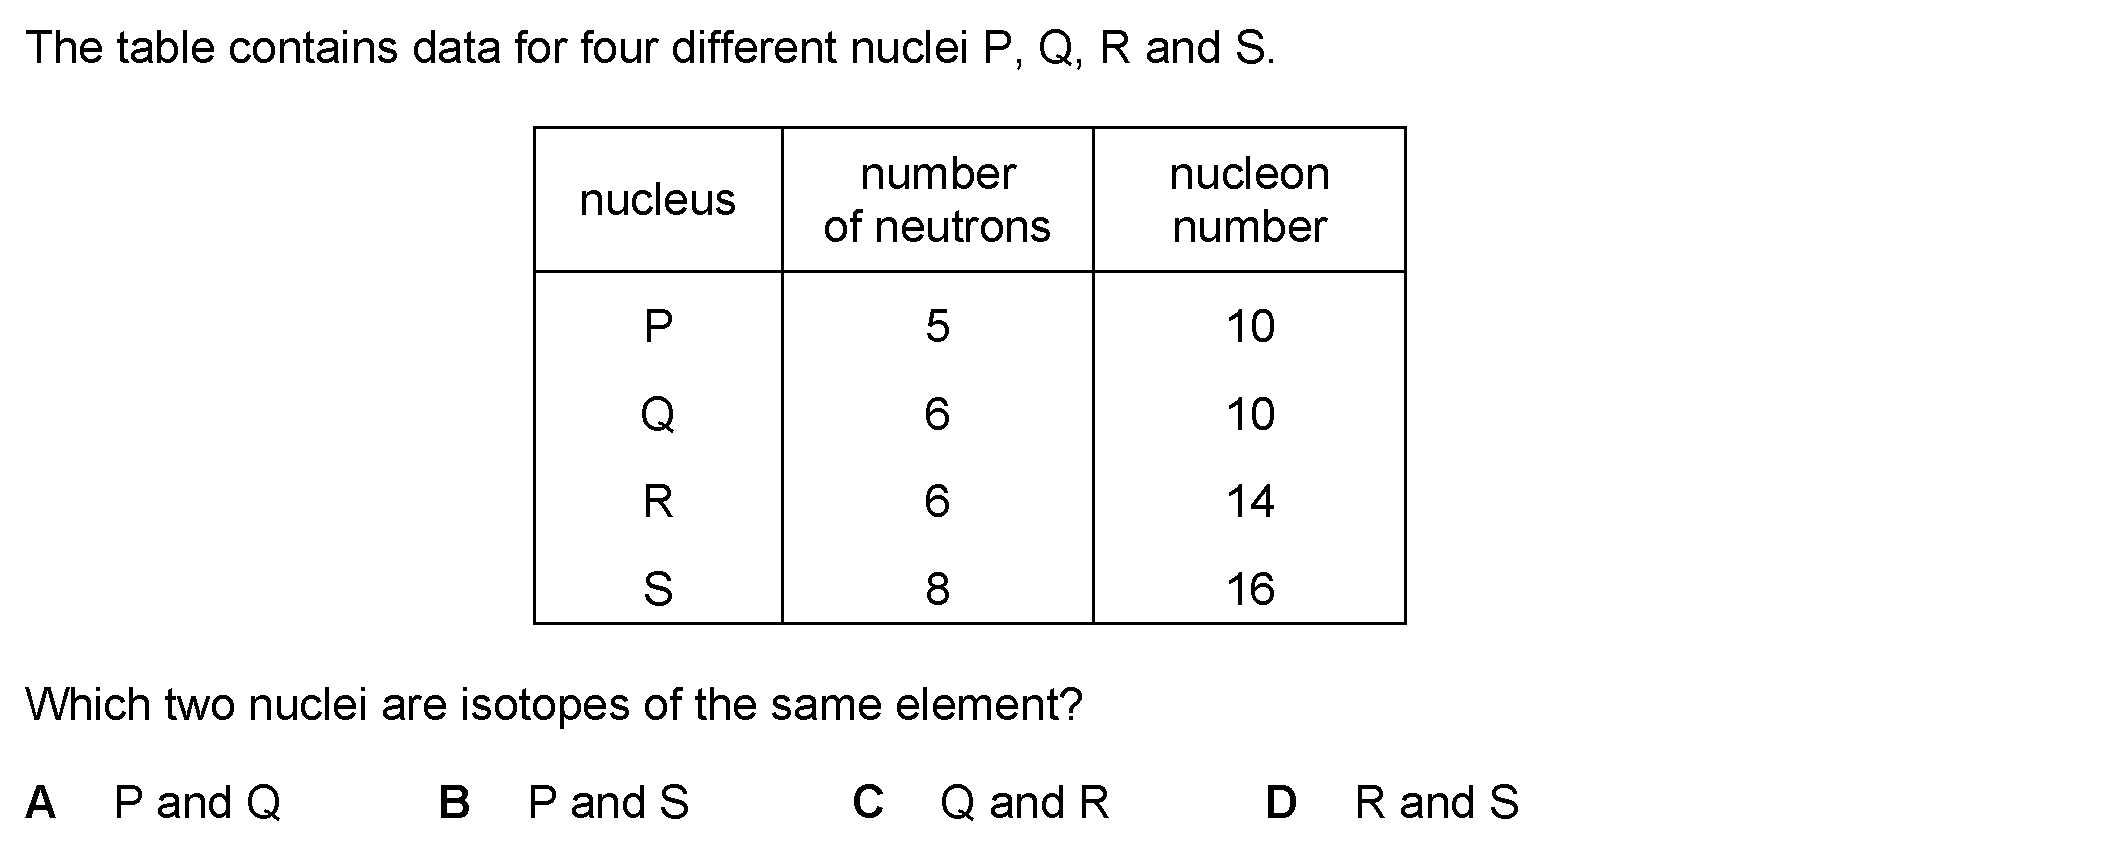 The table contains data for four different nuclei P, Q, R and S.
nucleus number of neutrons nucleon number
P 5 10
Q 6 10
R 6 14
S 8 16
Which two nuclei are isotopes of the same element?
A P and Q B P and S C Q and R D R and S